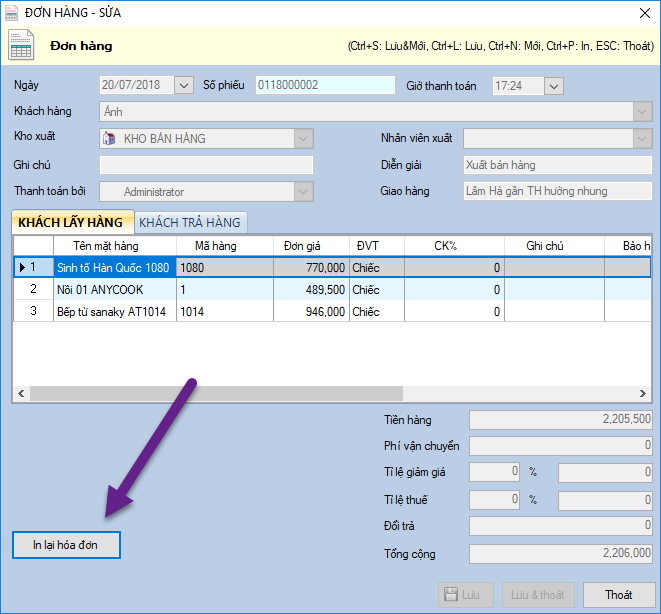 ĐƠN HÀNG - SỬA
Đơn hàng (Ctrl+S: Lưu&Mới, Ctrl+L: Lưu, Ctrl+N: Mới, Ctrl+P: In, ESC: Thoát)
Ngày 20/07/2018 Số phiếu 0118000002 Giờ thanh toán 17:24
Khách hàng Ánh
Kho xuất KHO BÁN HÀNG Nhân viên xuất
Ghi chú Diễn giải Xuất bán hàng
Thanh toán bởi Administrator Giao hàng Lâm Hà gần TH hưởng nhung
KHÁCH LẤY HÀNG KHÁCH TRẢ HÀNG
Tên mặt hàng Mã hàng Đơn giá ĐVT CK% Ghi chú Bảo h
1 Sinh tố Hàn Quốc 1080 1080 770,000 Chiếc 0
2 Nồi 01 ANYCOOK 1 489,500 Chiếc 0
3 Bếp từ sanaky AT1014 1014 946,000 Chiếc 0
Tiền hàng 2,205,500
Phí vận chuyển 0
Tỉ lệ giảm giá 0 % 0
Tỉ lệ thuế 0 % 0
Đổi trả 0
In lại hóa đơn
Tổng cộng 2,206,000
Lưu Lưu & thoát Thoát